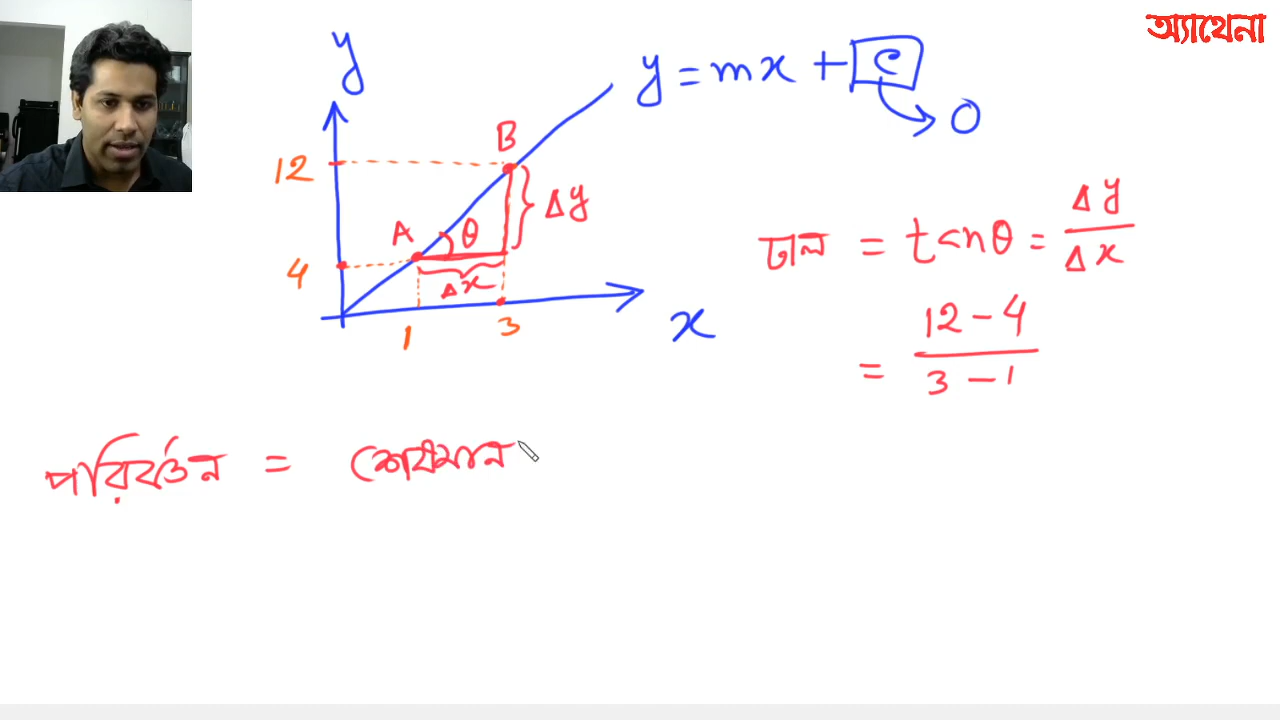 অ্যাথেনা
y
y = mx + c
0
12
B
Δy
A
θ
4
Δx
1
3
x
ঢাল = tanθ = Δy/Δx
= 12 - 4 / 3 - 1
পরিবর্তন = শেষমান